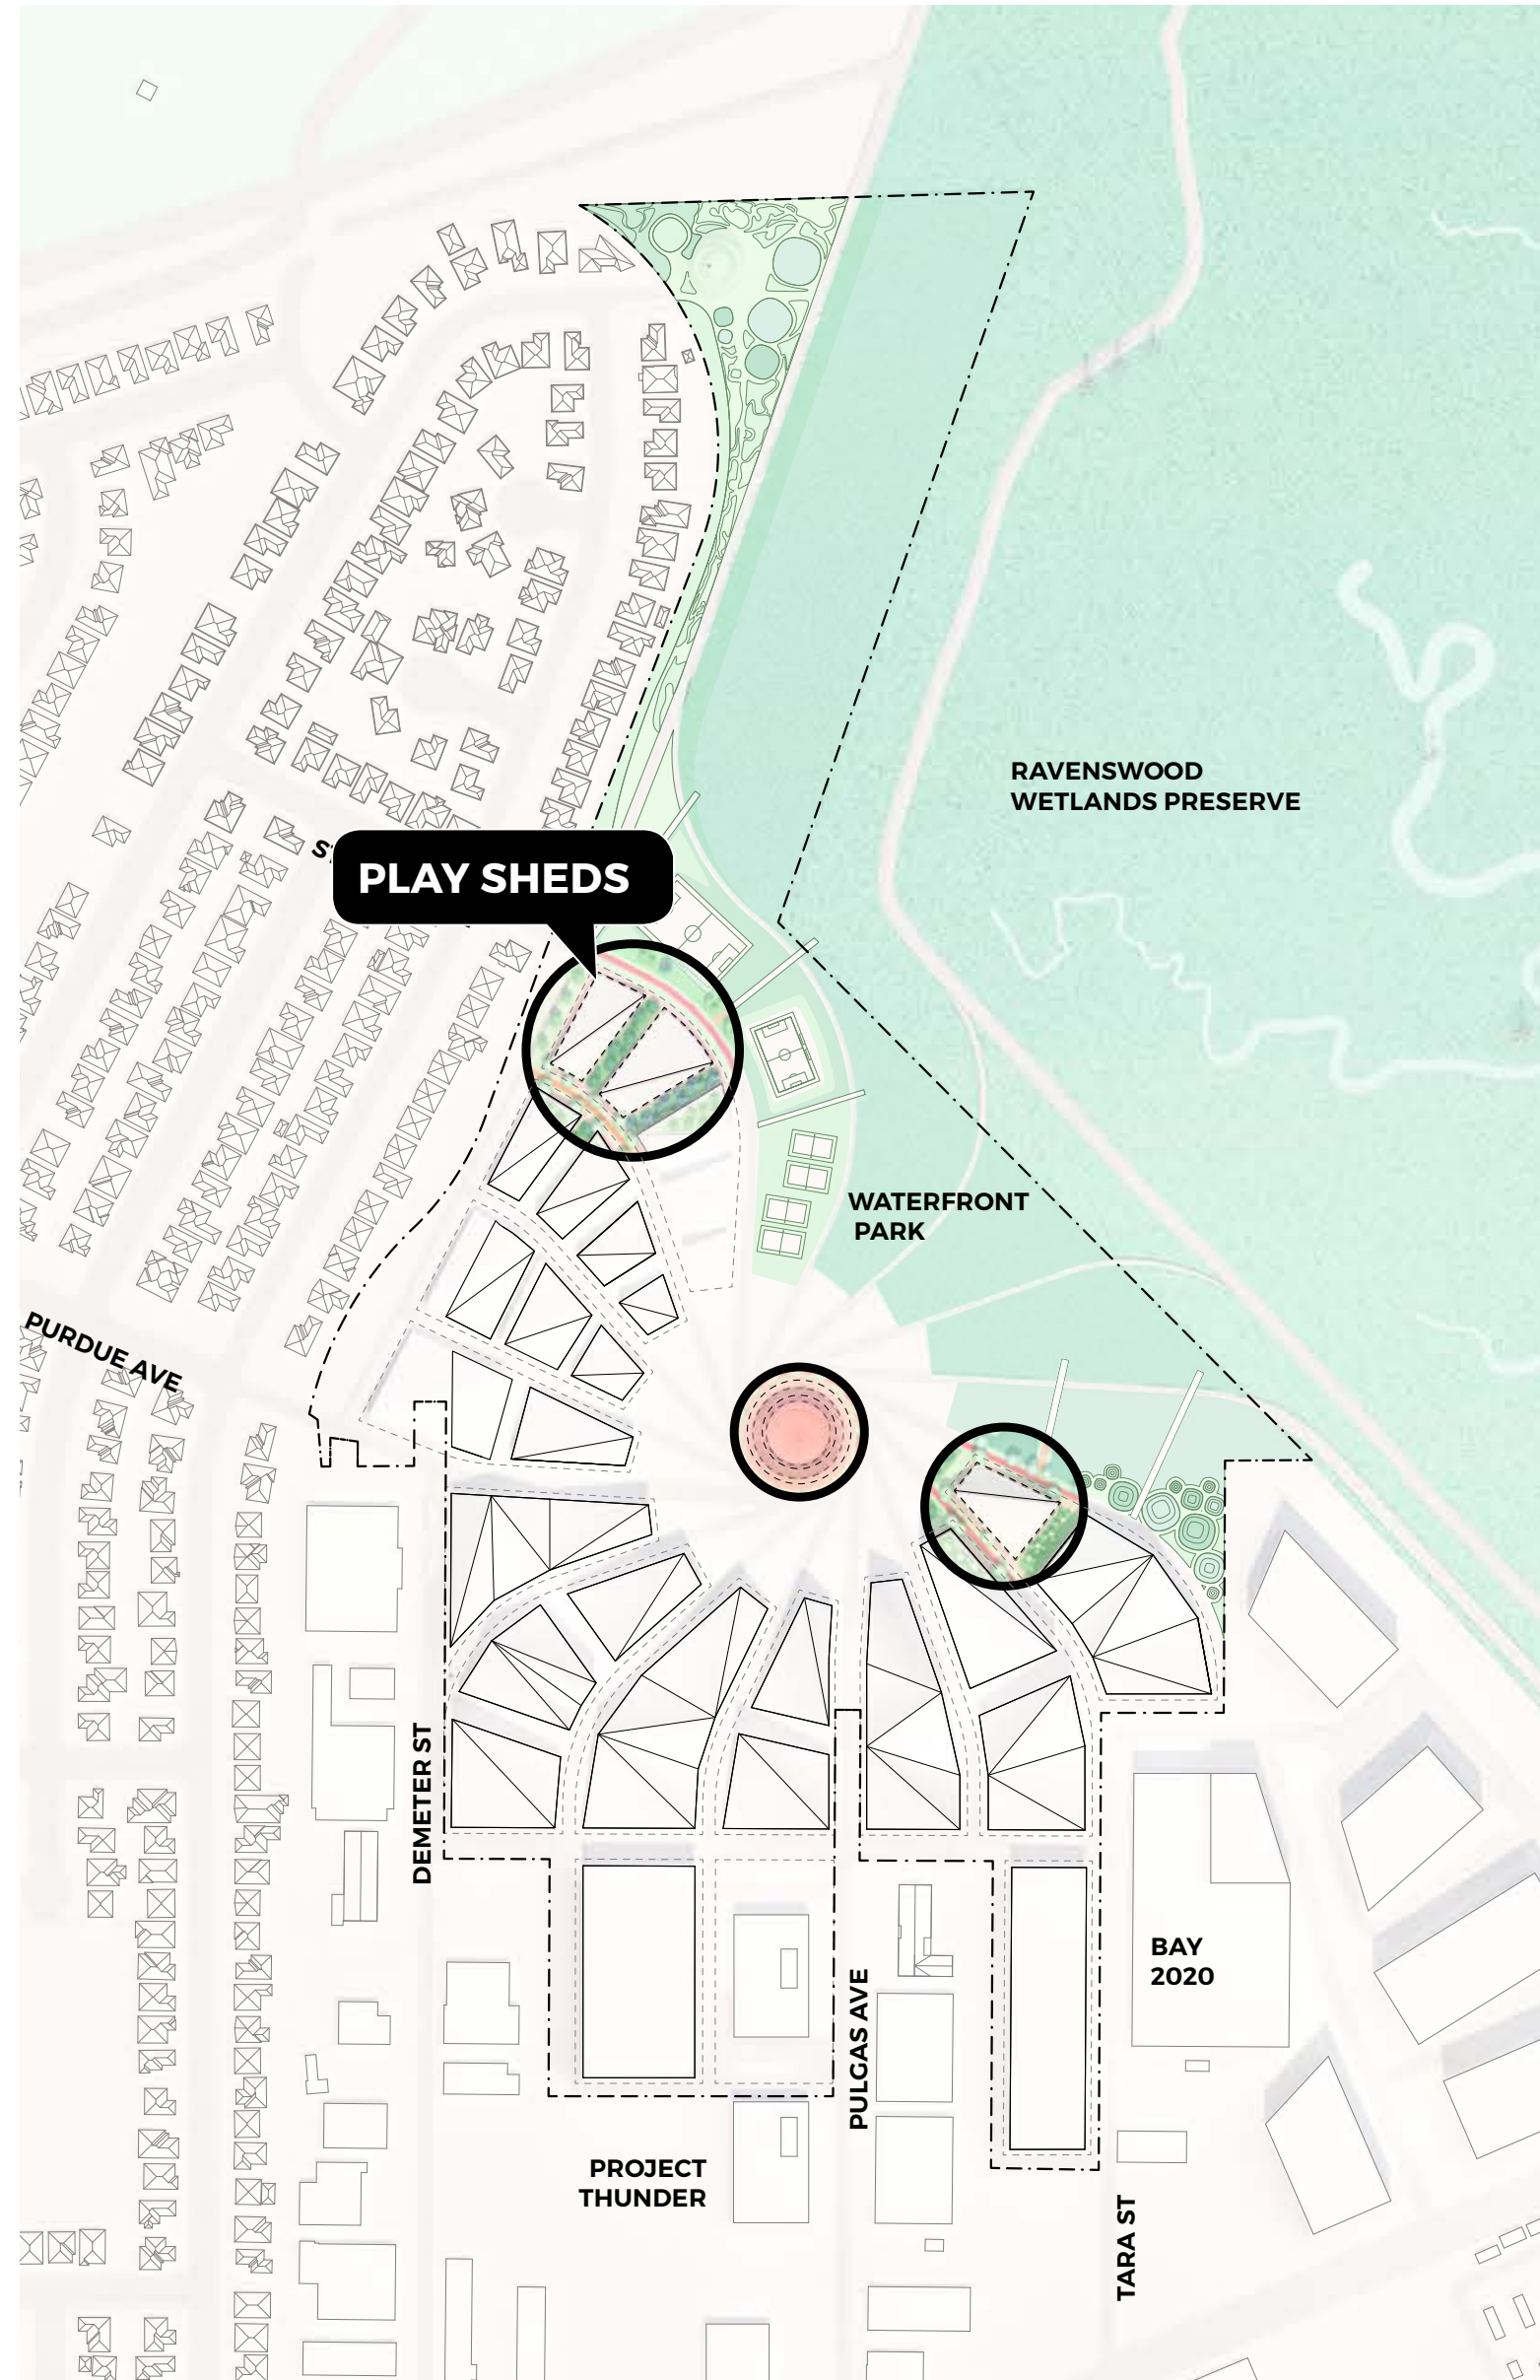 RAVENSWOOD
WETLANDS PRESERVE
PLAY SHEDS
WATERFRONT
PARK
PURDUE AVE
DEMETER ST
BAY
2020
PULGAS AVE
PROJECT
THUNDER
TARA ST